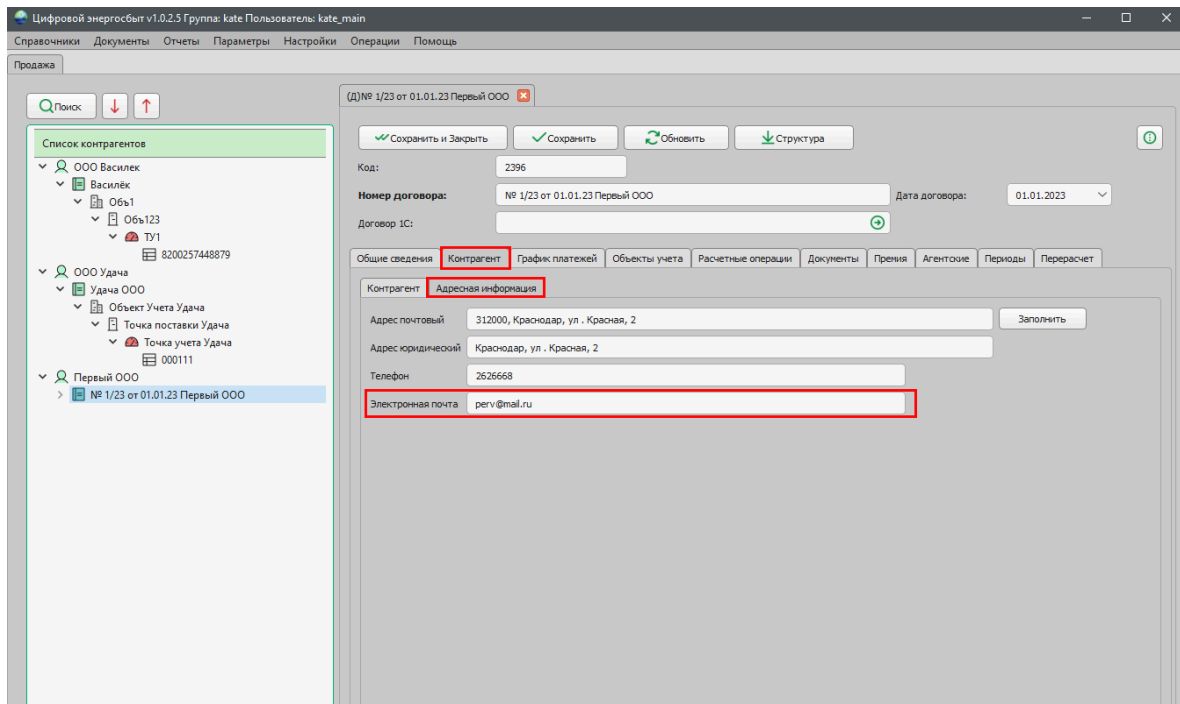 Цифровой энергосбыт v1.0.2.5 Группа: kate Пользователь: kate_main
Справочники Документы Отчеты Параметры Настройки Операции Помощь
Продажа
Поиск
Список контрагентов
ООО Василек
Василёк
Объ1
Объ123
ТУ1
8200257448879
ООО Удача
Удача ООО
Объект Учета Удача
Точка поставки Удача
Точка учета Удача
000111
Первый ООО
№ 1/23 от 01.01.23 Первый ООО
(Д)№ 1/23 от 01.01.23 Первый ООО
Сохранить и Закрыть Сохранить Обновить Структура
Код: 2396
Номер договора: № 1/23 от 01.01.23 Первый ООО Дата договора: 01.01.2023
Договор 1С:
Общие сведения Контрагент График платежей Объекты учета Расчетные операции Документы Премия Агентские Периоды Перерасчет
Контрагент Адресная информация
Адрес почтовый 312000, Краснодар, ул . Красная, 2 Заполнить
Адрес юридический Краснодар, ул . Красная, 2
Телефон 2626668
Электронная почта perv@mail.ru